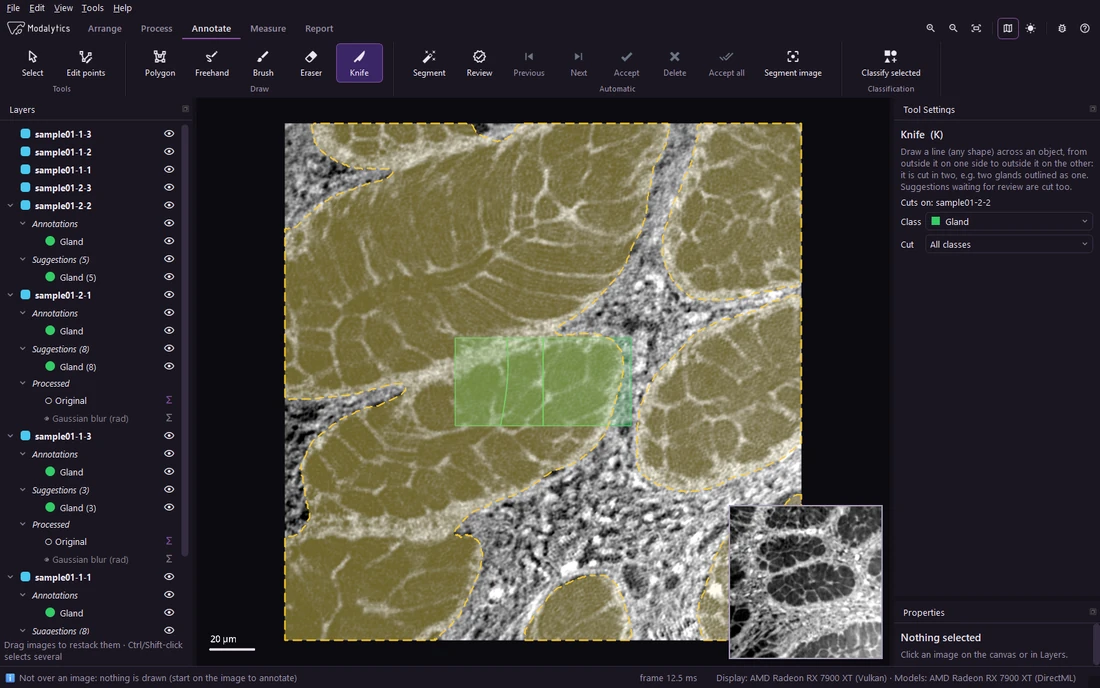 File Edit View Tools Help
Modalytics Arrange Process Annotate Measure Report
Select Edit points Polygon Freehand Brush Eraser Knife Segment Review Previous Next Accept Delete Accept all Segment image Classify selected
Tools Draw Automatic Classification
Layers
sample01-1-3
sample01-1-2
sample01-1-1
sample01-2-3
sample01-2-2
Annotations
Gland
Suggestions (5)
Gland (5)
sample01-2-1
Annotations
Gland
Suggestions (8)
Gland (8)
Processed
Original Σ
Gaussian blur (rad) Σ
sample01-1-3
Annotations
Gland
Suggestions (3)
Gland (3)
Processed
Original Σ
Gaussian blur (rad) Σ
sample01-1-1
Annotations
Gland
Suggestions (8)
Drag images to restack them · Ctrl/Shift-click
selects several
20 µm
Tool Settings
Knife (K)
Draw a line (any shape) across an object, from
outside it on one side to outside it on the other:
it is cut in two, e.g. two glands outlined as one.
Suggestions waiting for review are cut too.
Cuts on: sample01-2-2
Class Gland
Cut All classes
Properties
Nothing selected
Click an image on the canvas or in Layers.
Not over an image: nothing is drawn (start on the image to annotate)
frame 12.5 ms
Display: AMD Radeon RX 7900 XT (Vulkan) · Models: AMD Radeon RX 7900 XT (DirectML)